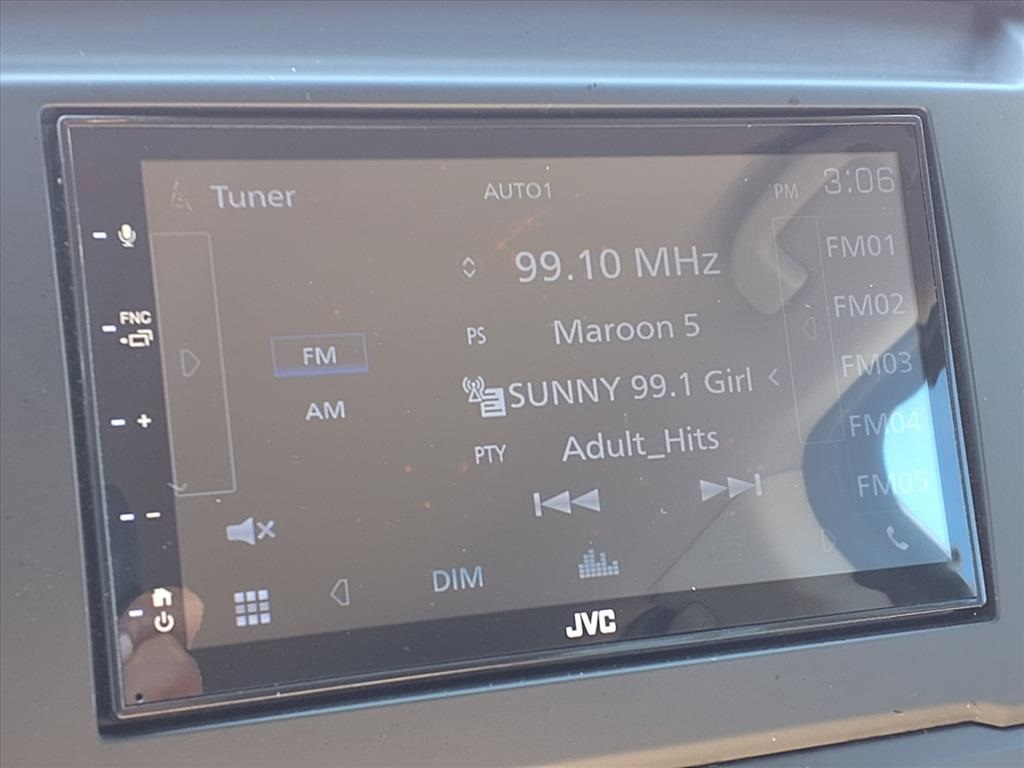 Tuner
AUTO1
PM 3:06
99.10 MHz
FM01
PS Maroon 5
FM02
FM
SUNNY 99.1 Girl
FM03
AM
PTY Adult_Hits
FM04
FM05
DIM
FNC
+
-
JVC